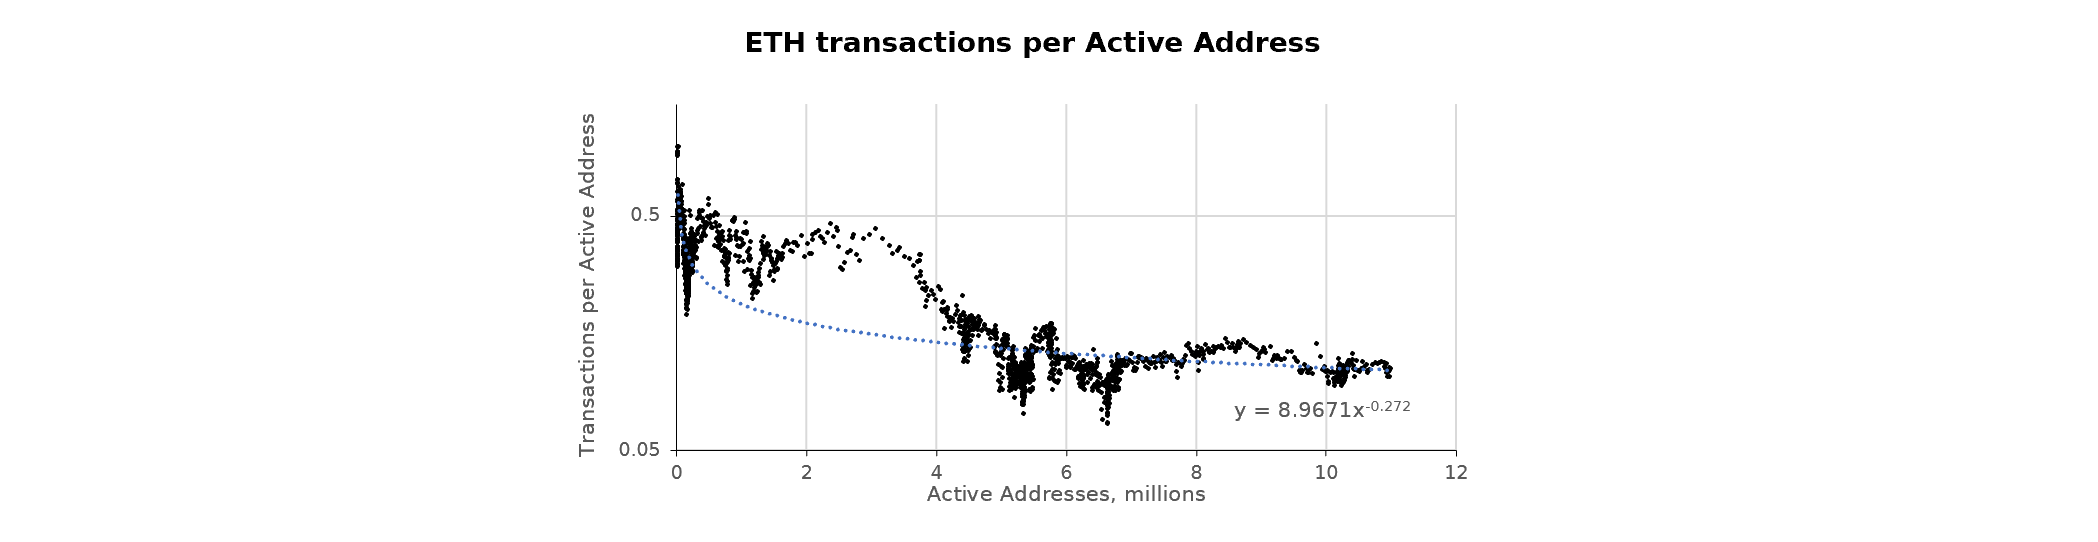 ETH transactions per Active Address
Transactions per Active Address
0.5
0.05
0 2 4 6 8 10 12
Active Addresses, millions
y = 8.9671x^-0.272